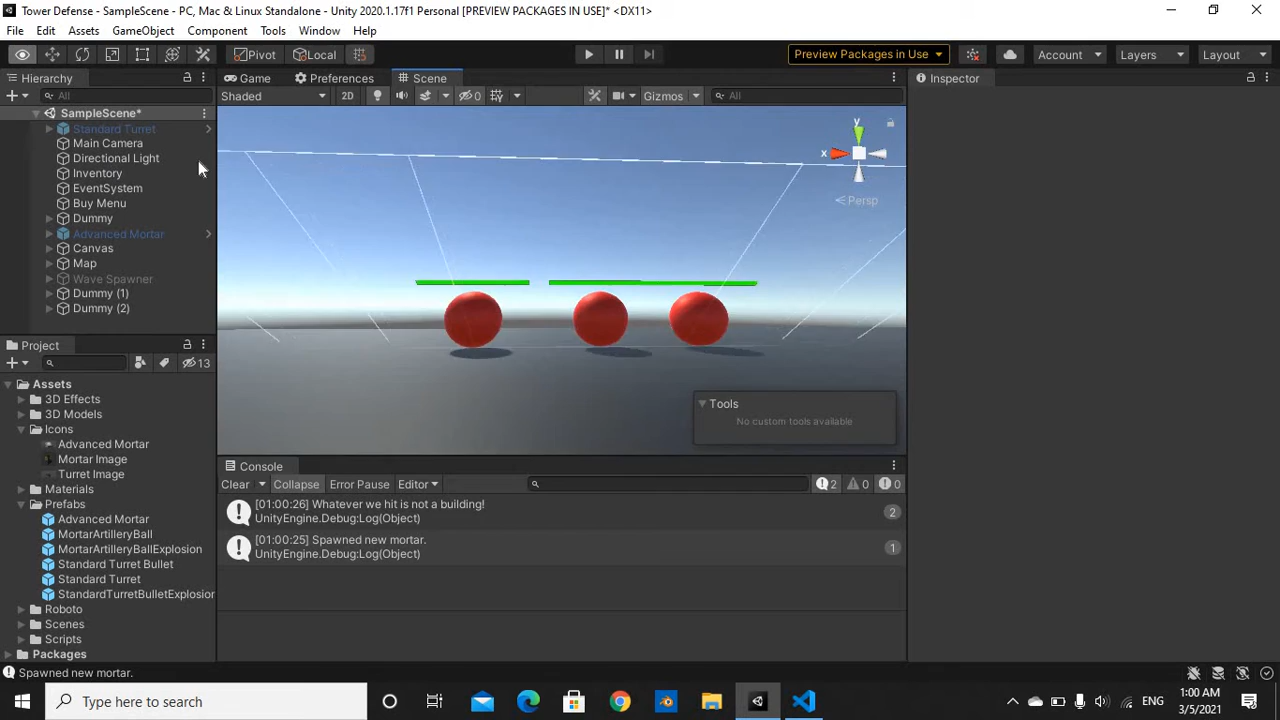 Tower Defense - SampleScene - PC, Mac & Linux Standalone - Unity 2020.1.17f1 Personal [PREVIEW PACKAGES IN USE]* <DX11>
File Edit Assets GameObject Component Tools Window Help
Pivot Local Preview Packages in Use Account Layers Layout
Hierarchy Game Preferences Scene Inspector
All Shaded 2D 0 Gizmos All
SampleScene*
Standard Turret
Main Camera
Directional Light
Inventory
EventSystem
Buy Menu
Dummy
Advanced Mortar
Canvas
Map
Wave Spawner
Dummy (1)
Dummy (2)
y
x
Persp
Tools
No custom tools available
Project
13
Assets
3D Effects
3D Models
Icons
Advanced Mortar
Mortar Image
Turret Image
Materials
Prefabs
Advanced Mortar
MortarArtilleryBall
MortarArtilleryBallExplosion
Standard Turret Bullet
Standard Turret
StandardTurretBulletExplosion
Roboto
Scenes
Scripts
Packages
Console
Clear Collapse Error Pause Editor 2 0 0
[01:00:26] Whatever we hit is not a building!
UnityEngine.Debug:Log(Object)
2
[01:00:25] Spawned new mortar.
UnityEngine.Debug:Log(Object)
1
Spawned new mortar.
Type here to search
ENG
1:00 AM
3/5/2021